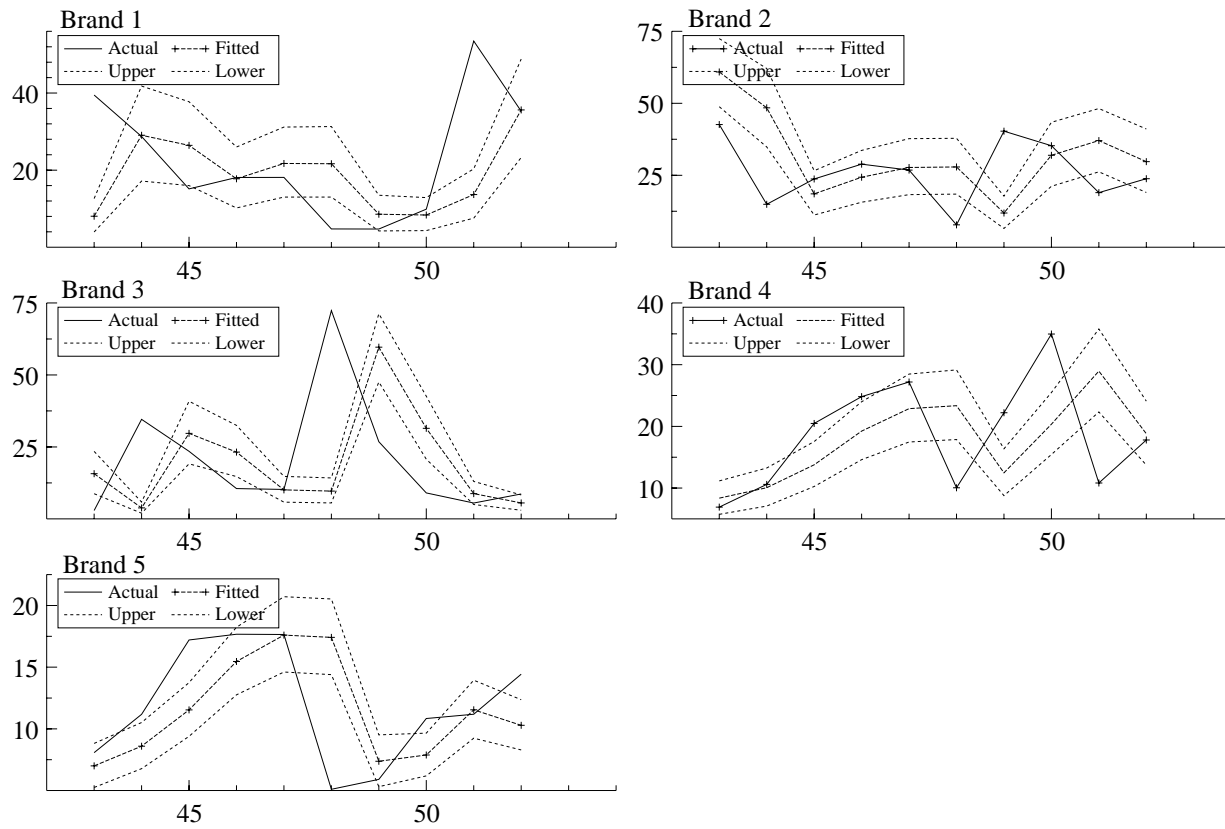 Brand 1
Actual Fitted
Upper Lower
40
20
45 50
Brand 2
75
Actual Fitted
Upper Lower
50
25
45 50
Brand 3
75
Actual Fitted
Upper Lower
50
25
45 50
Brand 4
40
Actual Fitted
Upper Lower
30
20
10
45 50
Brand 5
Actual Fitted
Upper Lower
20
15
10
45 50